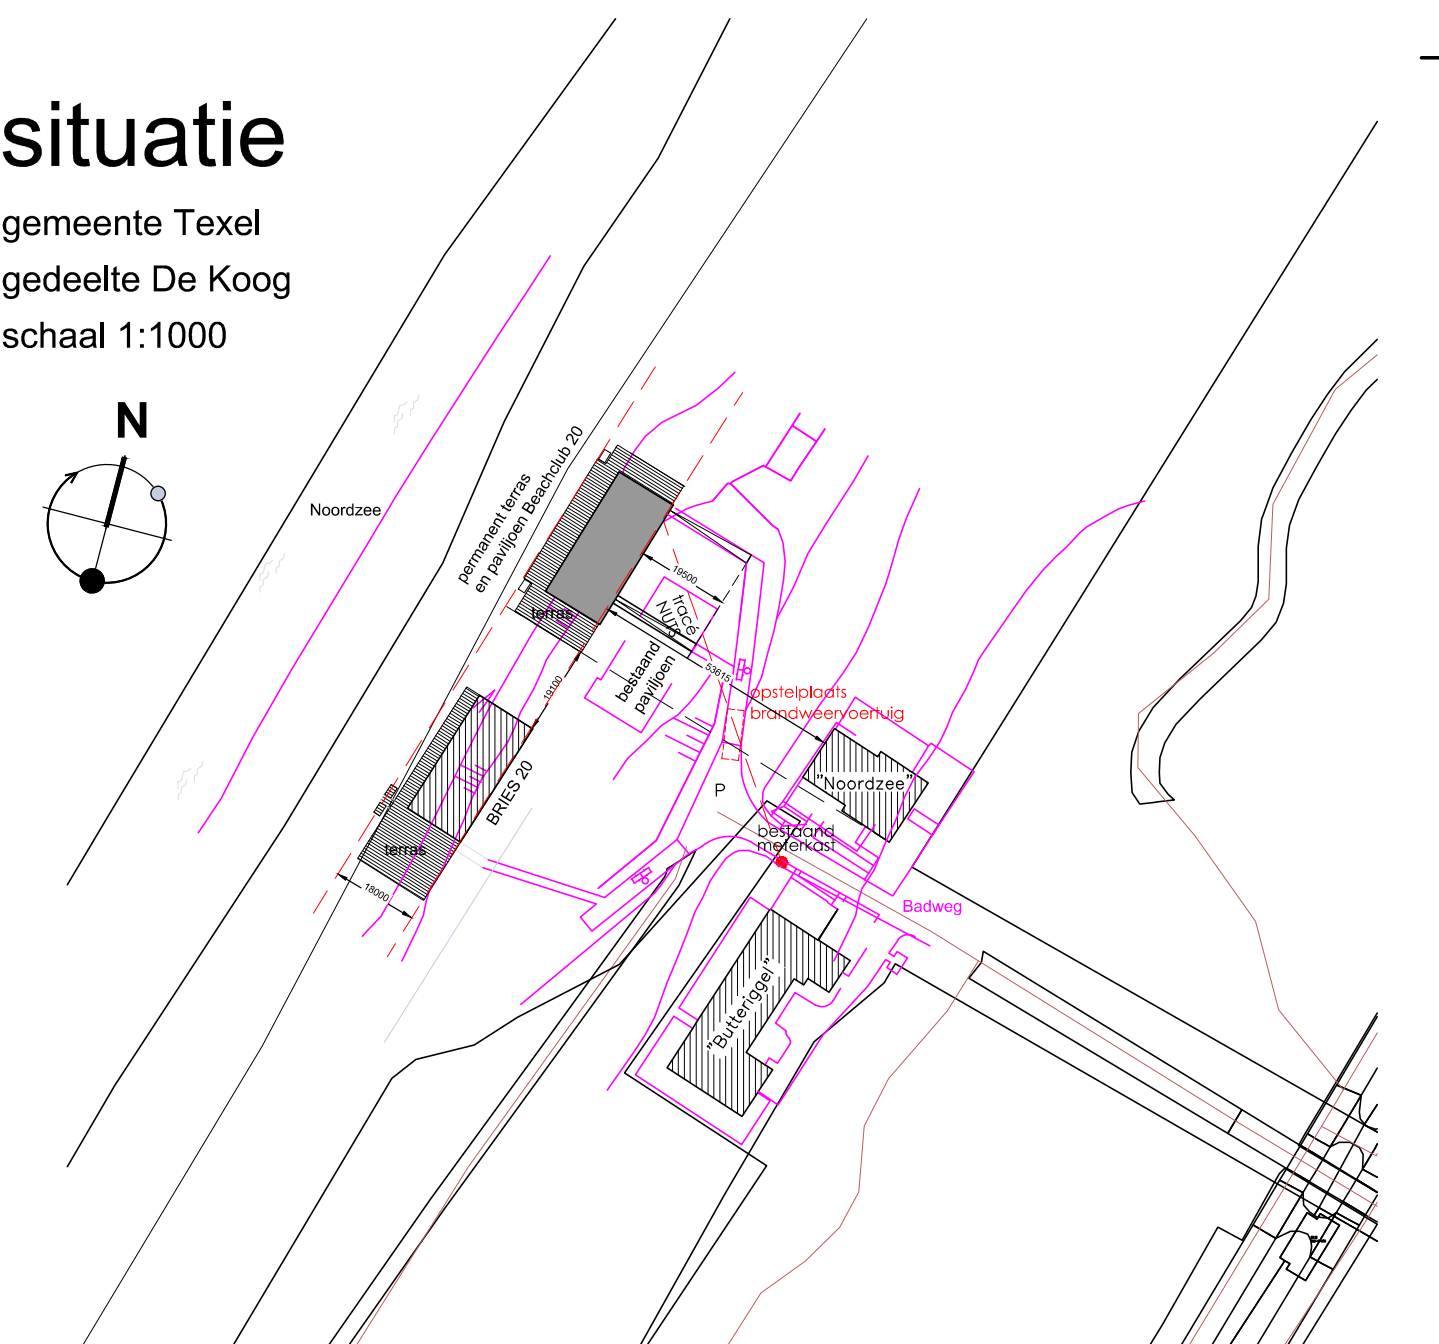 situatie
gemeente Texel
gedeelte De Koog
schaal 1:1000
N
Noordzee
permanent terras
en paviljoen Beachclub 20
terras
19500
tracé
NUTS
bestaand
paviljoen
53615
19100
opstelplaats
brandweervoertuig
"Noordzee"
P
BRIES 20
terras
18000
bestaand
meterkast
Badweg
"Butteriggel"